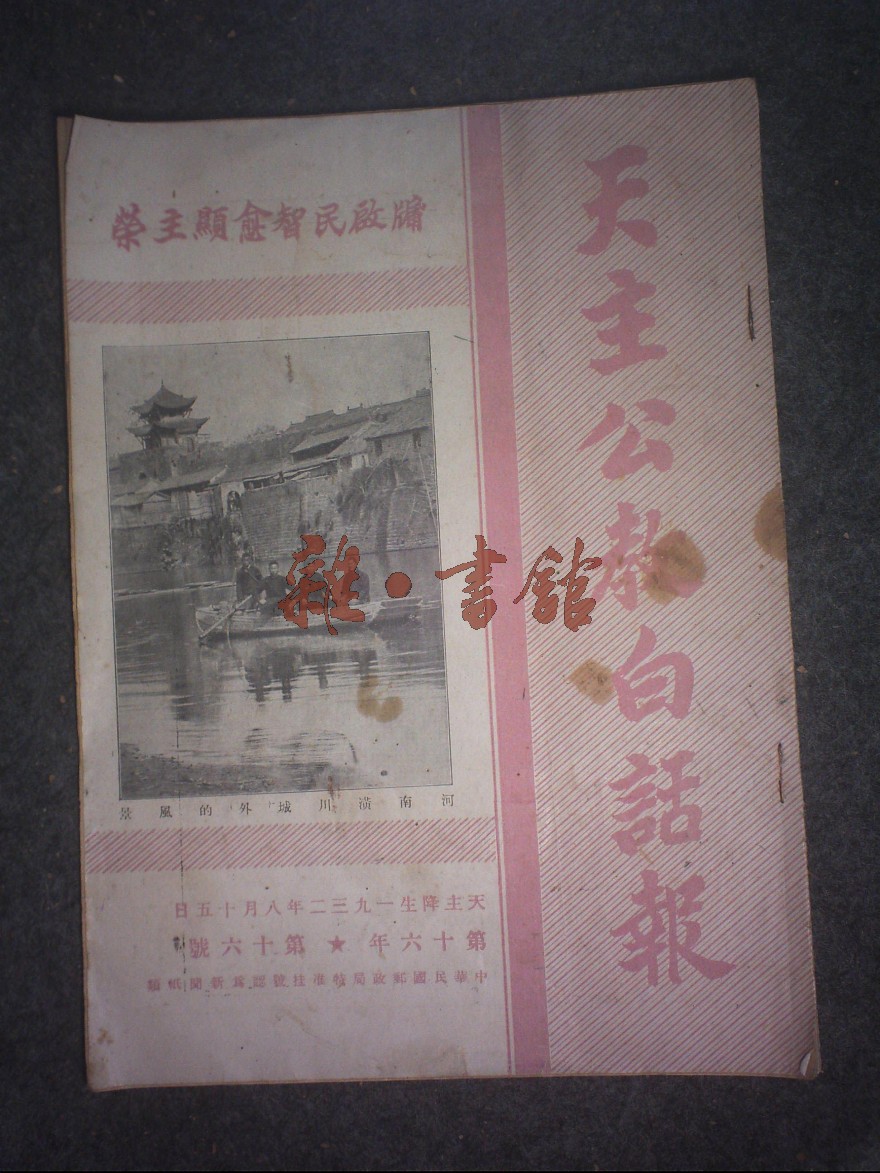 天主公教白話報
牖啟民智愈顯主榮
河南潢川城外的風景
天主降生一九三二年八月十五日
第十六年★第十六號
中華民國郵政局特准挂號認爲新聞紙類
雜·書館